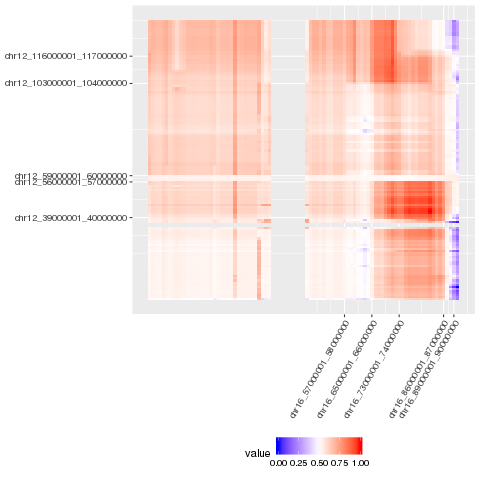 chr12_116000001_117000000
chr12_103000001_104000000
chr12_59000001_60000000
chr12_56000001_57000000
chr12_39000001_40000000
chr16_57000001_58000000
chr16_65000001_66000000
chr16_73000001_74000000
chr16_86000001_87000000
chr16_89000001_90000000
value
0.00 0.25 0.50 0.75 1.00